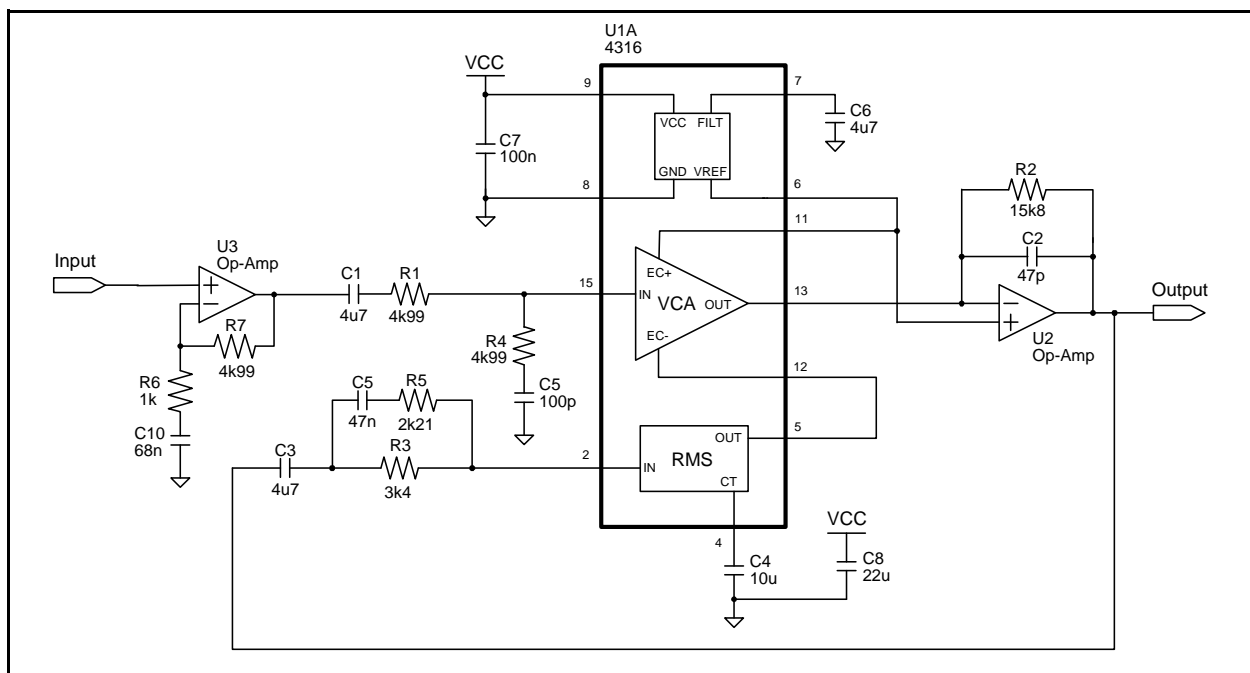 U1A
4316
VCC
9
7
C6
4u7
VCC
FILT
C7
100n
GND
VREF
8
6
R2
15k8
11
C2
47p
Input
U3
Op-Amp
C1
4u7
R1
4k99
15
EC+
IN
VCA
OUT
EC-
13
Output
U2
Op-Amp
R7
4k99
R4
4k99
R6
1k
C5
100p
12
C5
47n
R5
2k21
C10
68n
OUT
5
C3
4u7
R3
3k4
2
IN
RMS
CT
VCC
4
C4
10u
C8
22u